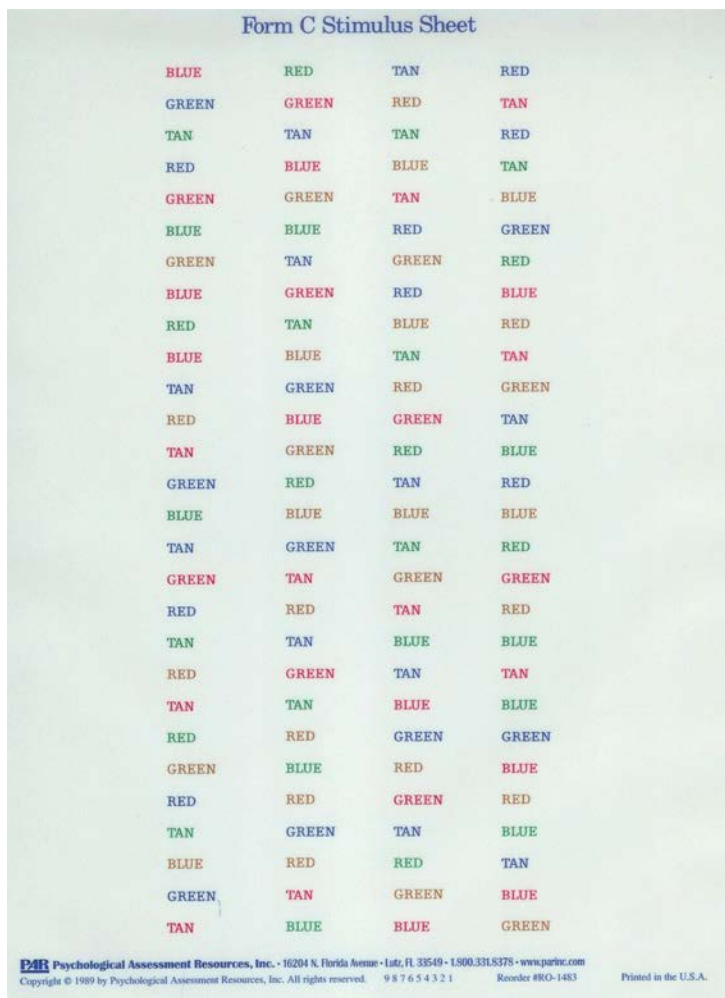 Form C Stimulus Sheet
BLUE RED TAN RED
GREEN GREEN RED TAN
TAN TAN TAN RED
RED BLUE BLUE TAN
GREEN GREEN TAN BLUE
BLUE BLUE RED GREEN
GREEN TAN GREEN RED
BLUE GREEN RED BLUE
RED TAN BLUE RED
BLUE BLUE TAN TAN
TAN GREEN RED GREEN
RED BLUE GREEN TAN
TAN GREEN RED BLUE
GREEN RED TAN RED
BLUE BLUE BLUE BLUE
TAN GREEN TAN RED
GREEN TAN GREEN GREEN
RED RED TAN RED
TAN TAN BLUE BLUE
RED GREEN TAN TAN
TAN TAN BLUE BLUE
RED RED GREEN GREEN
GREEN BLUE RED BLUE
RED RED GREEN RED
TAN GREEN TAN BLUE
BLUE RED RED TAN
GREEN TAN GREEN BLUE
TAN BLUE BLUE GREEN
PAR Psychological Assessment Resources, Inc. · 16204 N. Florida Avenue · Lutz, FL 33549 · 1.800.331.8378 · www.parinc.com
Copyright © 1989 by Psychological Assessment Resources, Inc. All rights reserved. 9 8 7 6 5 4 3 2 1 Reorder #RO-1483 Printed in the U.S.A.